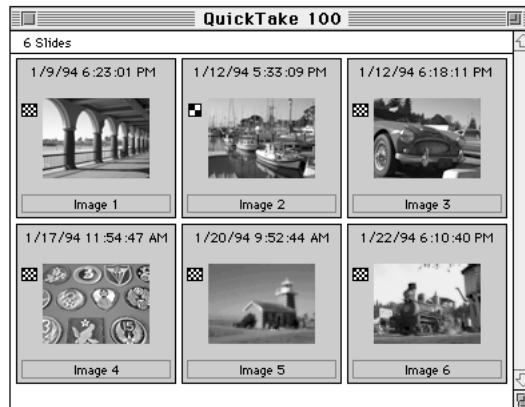 QuickTake 100
6 Slides
1/9/94 6:23:01 PM
1/12/94 5:33:09 PM
1/12/94 6:18:11 PM
Image 1
Image 2
Image 3
1/17/94 11:54:47 AM
1/20/94 9:52:44 AM
1/22/94 6:10:40 PM
Image 4
Image 5
Image 6